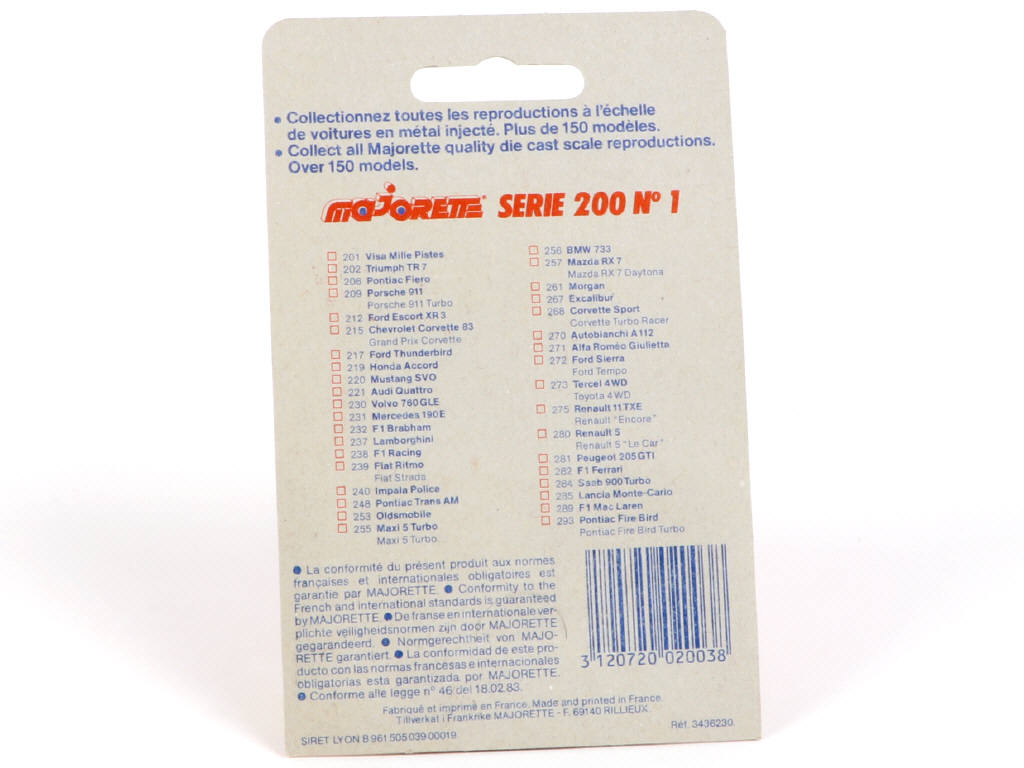 • Collectionnez toutes les reproductions à l'échelle
de voitures en métal injecté. Plus de 150 modèles.
• Collect all Majorette quality die cast scale reproductions.
Over 150 models.
MAJORETTE® SERIE 200 Nº 1
201 Visa Mille Pistes
202 Triumph TR 7
206 Pontiac Fiero
209 Porsche 911
Porsche 911 Turbo
212 Ford Escort XR 3
215 Chevrolet Corvette 83
Grand Prix Corvette
217 Ford Thunderbird
219 Honda Accord
220 Mustang SVO
221 Audi Quattro
230 Volvo 760 GLE
231 Mercedes 190 E
232 F1 Brabham
237 Lamborghini
238 F1 Racing
239 Fiat Ritmo
Fiat Strada
240 Impala Police
248 Pontiac Trans AM
253 Oldsmobile
255 Maxi 5 Turbo
Maxi 5 Turbo
256 BMW 733
257 Mazda RX 7
Mazda RX 7 Daytona
261 Morgan
267 Excalibur
268 Corvette Sport
Corvette Turbo Racer
270 Autobianchi A 112
271 Alfa Roméo Giulietta
272 Ford Sierra
Ford Tempo
273 Tercel 4 WD
Toyota 4 WD
275 Renault 11 TXE
Renault "Encore"
280 Renault 5
Renault 5 "Le Car"
281 Peugeot 205 GTI
282 F1 Ferrari
284 Saab 900 Turbo
285 Lancia Monte-Carlo
289 F1 Mac Laren
293 Pontiac Fire Bird
Pontiac Fire Bird Turbo
● La conformité du présent produit aux normes
françaises et internationales obligatoires est
garantie par MAJORETTE. ● Conformity to the
French and international standards is guaranteed
by MAJORETTE. ● De franse en internationale ver-
plichte veiligheidsnormen zijn door MAJORETTE
gegarandeerd. ● Normgerechtheit von MAJO-
RETTE garantiert. ● La conformidad de este pro-
ducto con las normas francesas e internacionales
obligatorias esta garantizada por MAJORETTE.
● Conforme alle legge nº 46 del 18.02.83.
3 120720 020038
Fabriqué et imprimé en France. Made and printed in France.
Tillverkat i Frankrike MAJORETTE - F. 69140 RILLIEUX.
SIRET LYON B 961 505 039 00019.
Réf. 3436230.